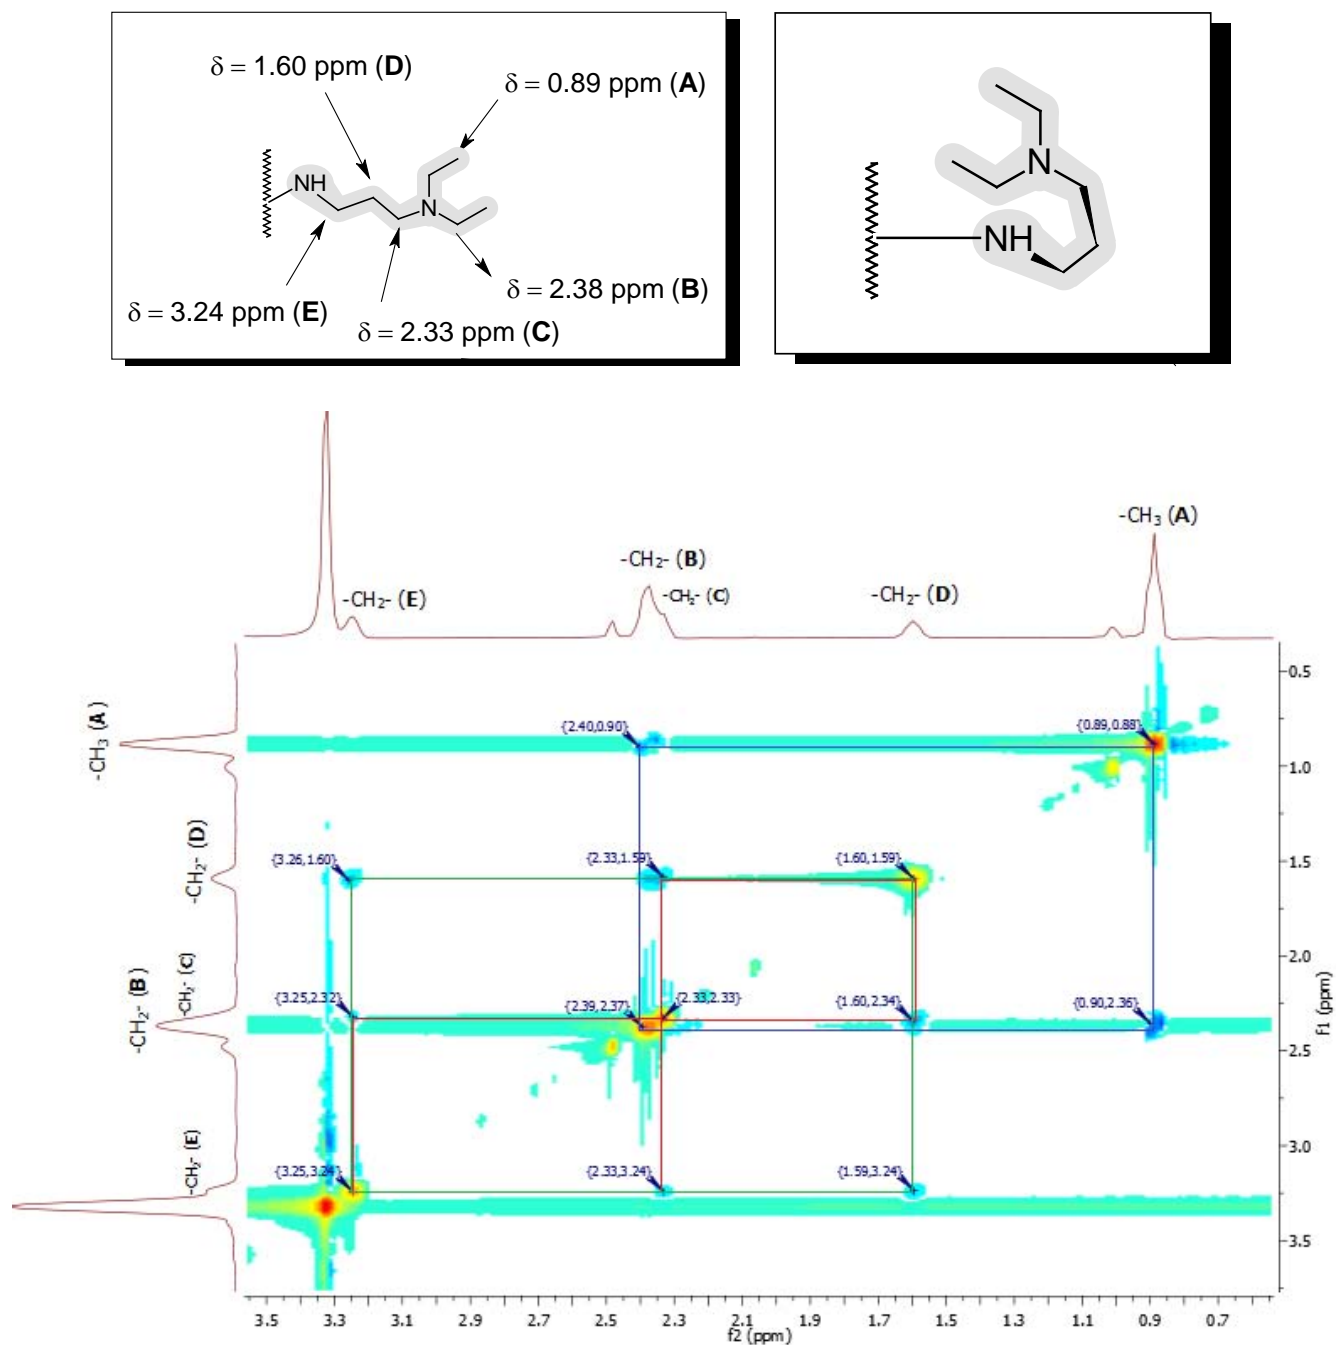 δ = 1.60 ppm (D)
δ = 0.89 ppm (A)
NH
N
δ = 2.38 ppm (B)
δ = 3.24 ppm (E)
δ = 2.33 ppm (C)
N
NH
-CH3 (A)
-CH2- (B)
-CH2- (C)
-CH2- (D)
-CH2- (E)
-CH3 (A)
-CH2- (D)
-CH2- (C)
-CH2- (B)
-CH2- (E)
{2.40,0.90}
{0.89,0.88}
{3.26,1.60}
{2.33,1.59}
{1.60,1.59}
{3.25,2.32}
{2.39,2.37}
{2.33,2.33}
{1.60,2.34}
{0.90,2.36}
{3.25,3.24}
{2.33,3.24}
{1.59,3.24}
0.5
1.0
1.5
2.0
2.5
3.0
3.5
f1 (ppm)
3.5 3.3 3.1 2.9 2.7 2.5 2.3 2.1 1.9 1.7 1.5 1.3 1.1 0.9 0.7
f2 (ppm)